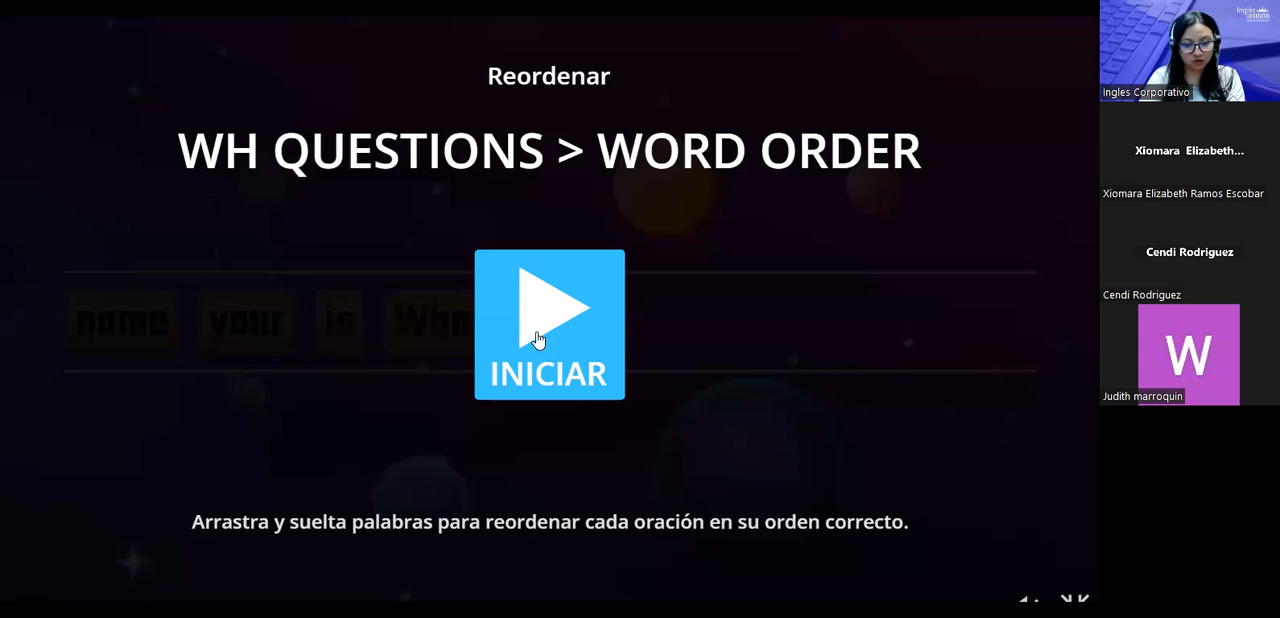 Reordenar
WH QUESTIONS > WORD ORDER
name your is Wh
INICIAR
Arrastra y suelta palabras para reordenar cada oración en su orden correcto.
Ingles Corporativo
Xiomara Elizabeth...
Xiomara Elizabeth Ramos Escobar
Cendi Rodriguez
Cendi Rodriguez
W
Judith marroquin